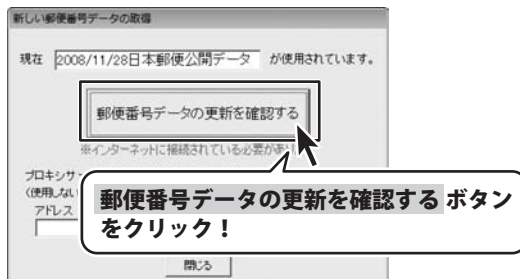 新しい郵便番号データの取得
現在 2008/11/28日本郵便公開データ が使用されています。
郵便番号データの更新を確認する
※インターネットに接続されている必要があり
プロキシサー
(使用しない
アドレス
郵便番号データの更新を確認する ボタン
をクリック！
閉じる